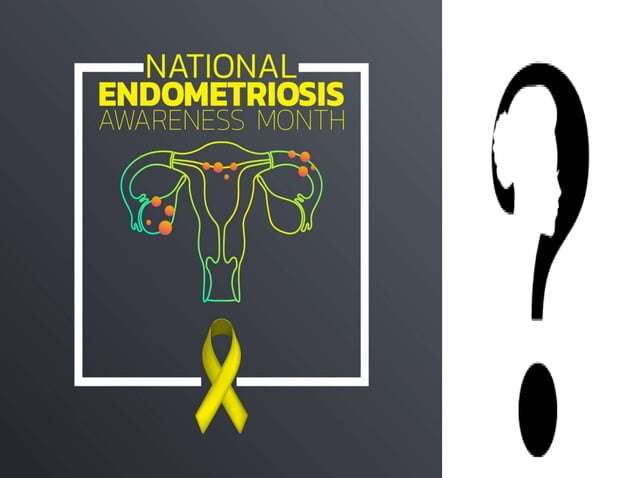 NATIONAL
ENDOMETRIOSIS
AWARENESS MONTH
?